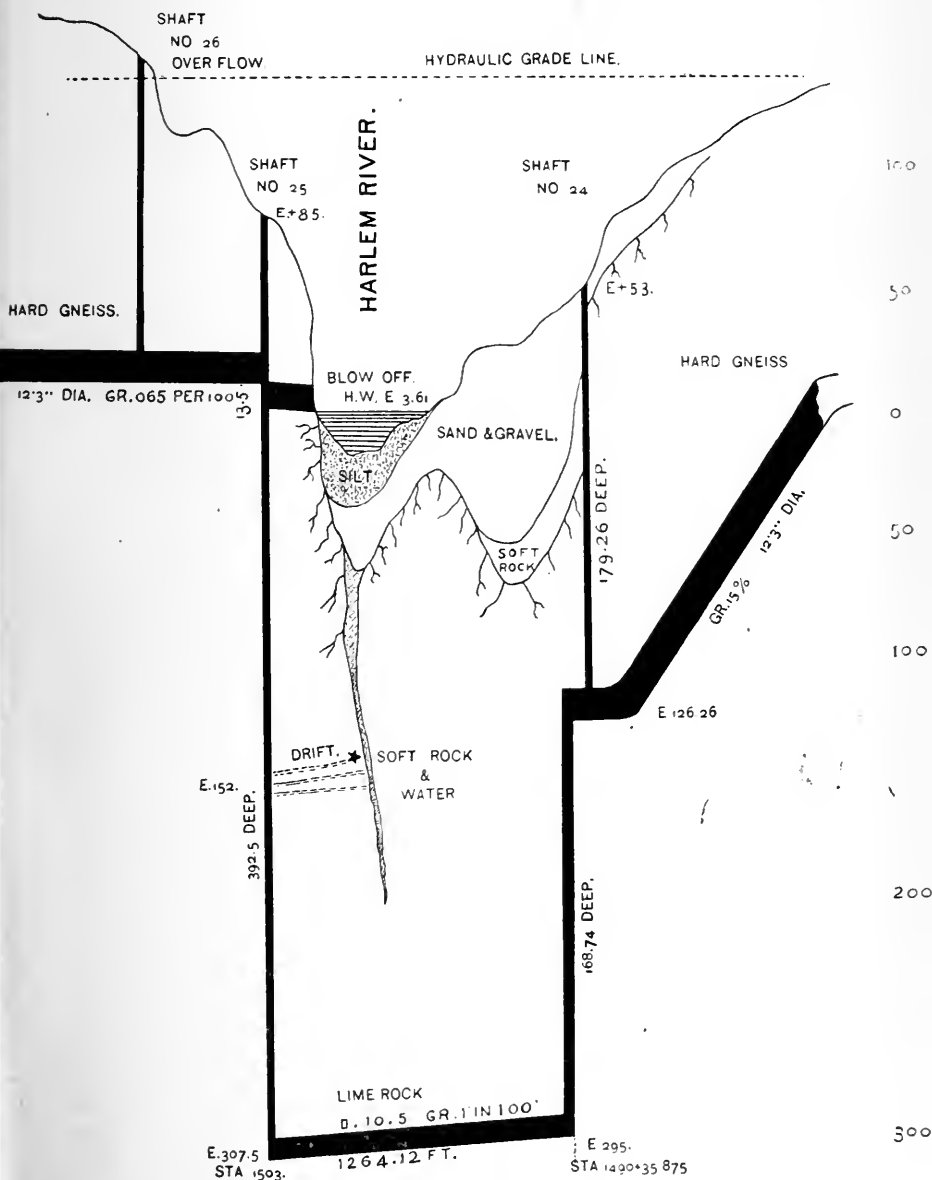 SHAFT
NO 26
OVER FLOW.
HYDRAULIC GRADE LINE.
HARLEM RIVER.
SHAFT
NO 25
E.+85.
SHAFT
NO 24
100
E+53.
50
HARD GNEISS.
HARD GNEISS
12'3" DIA. GR.065 PER 100
13.5.
BLOW OFF.
H.W. E 3.61
0
SAND & GRAVEL.
SILT.
50
SOFT
ROCK
179.26 DEEP.
12'3" DIA.
GR.15%
100
E 126.26
DRIFT.
SOFT ROCK
&
WATER
E.152.
392.5 DEEP.
200
168.74 DEEP.
LIME ROCK
D. 10.5 GR.1' IN 100'
300
1264.12 FT.
E.307.5
STA 1503.
E 295.
STA 1490+35 875